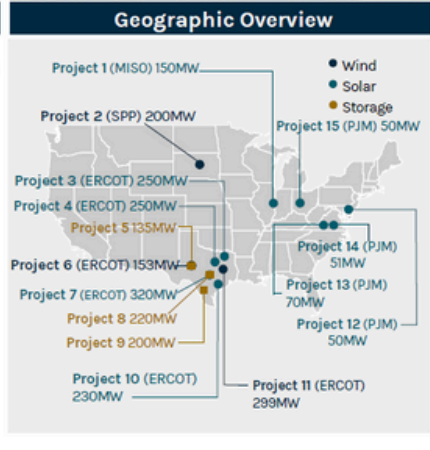 Geographic Overview
Project 1 (MISO) 150MW
Wind
Solar
Storage
Project 2 (SPP) 200MW
Project 15 (PJM) 50MW
Project 3 (ERCOT) 250MW
Project 4 (ERCOT) 250MW
Project 5 135MW
Project 6 (ERCOT) 153MW
Project 7 (ERCOT) 320MW
Project 8 220MW
Project 9 200MW
Project 14 (PJM)
51MW
Project 13 (PJM)
70MW
Project 12 (PJM)
50MW
Project 10 (ERCOT)
230MW
Project 11 (ERCOT)
299MW